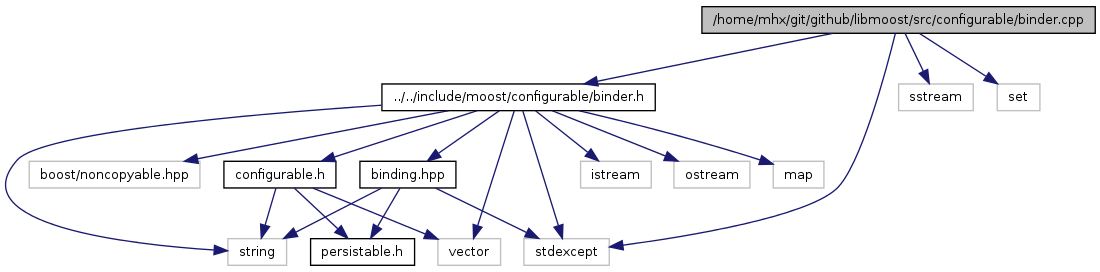 /home/mhx/git/github/libmoost/src/configurable/binder.cpp
../../include/moost/configurable/binder.h
sstream
set
boost/noncopyable.hpp
configurable.h
binding.hpp
istream
ostream
map
string
persistable.h
vector
stdexcept